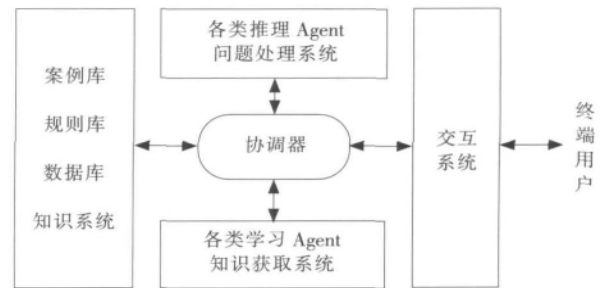 案例库
规则库
数据库
知识系统
各类推理 Agent
问题处理系统
协调器
各类学习 Agent
知识获取系统
交互
系统
终
端
用
户